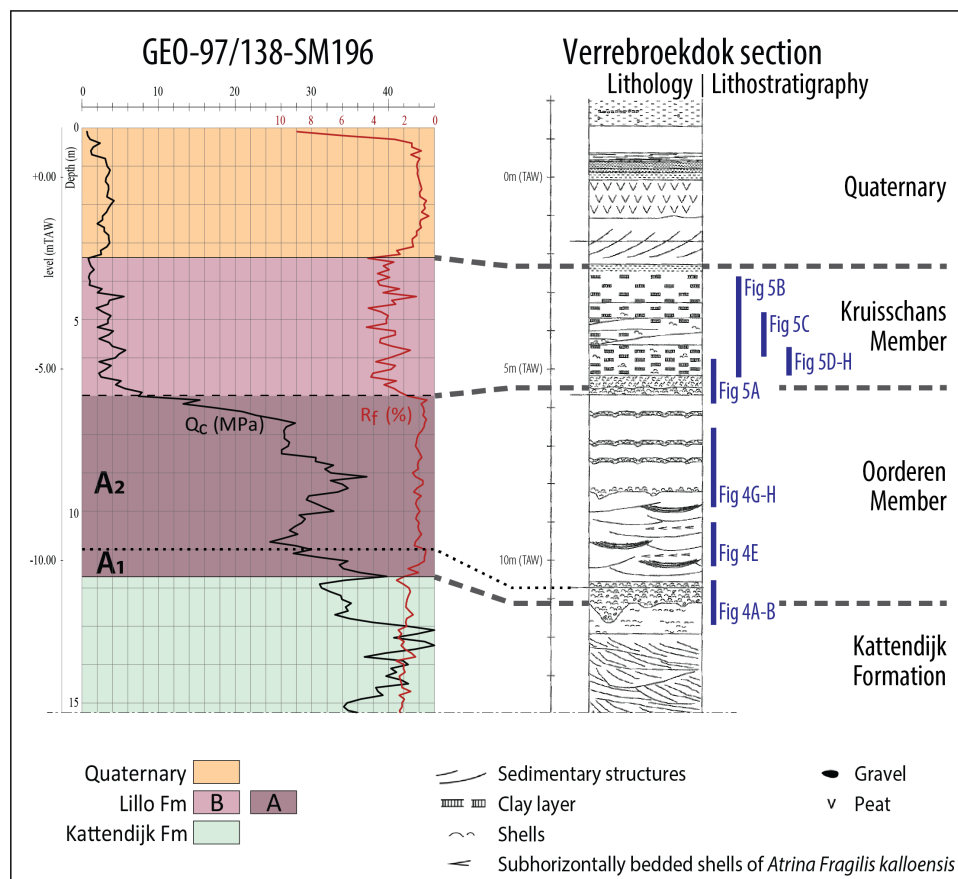 GEO-97/138-SM196
Verrebroekdok section
Lithology | Lithostratigraphy
0 10 20 30 40
10 8 6 4 2 0
0
Depth (m)
+0.00
level (mTAW)
5
-5.00
10
-10.00
15
Qc (MPa)
Rf (%)
A2
A1
0m (TAW)
5m (TAW)
10m (TAW)
Quaternary
Kruisschans
Member
Oorderen
Member
Kattendijk
Formation
Fig 5B
Fig 5C
Fig 5D-H
Fig 5A
Fig 4G-H
Fig 4E
Fig 4A-B
Quaternary
Lillo Fm B A
Kattendijk Fm
Sedimentary structures
Clay layer
Shells
Subhorizontally bedded shells of Atrina Fragilis kalloensis
Gravel
Peat